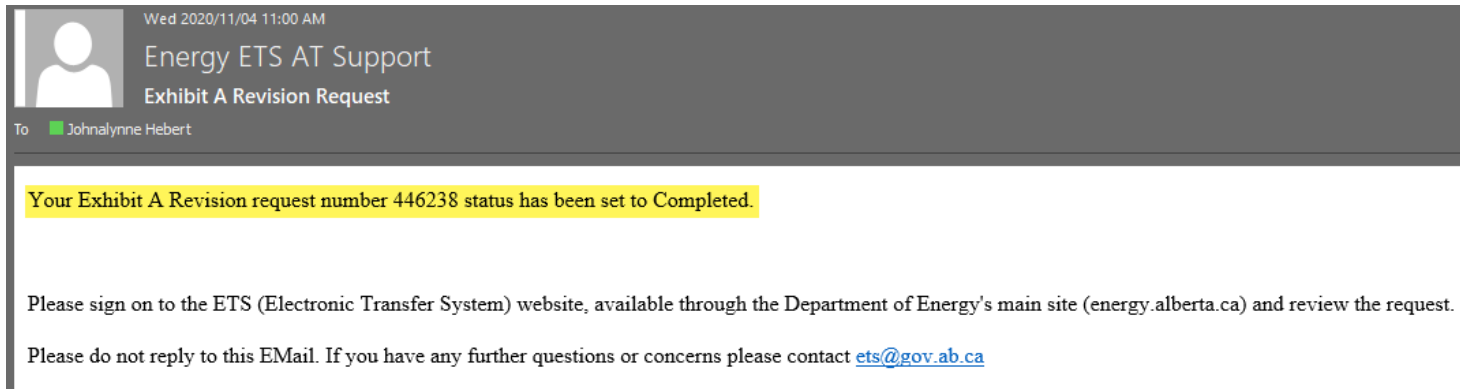 Wed 2020/11/04 11:00 AM
Energy ETS AT Support
Exhibit A Revision Request
To Johnalynne Hebert
Your Exhibit A Revision request number 446238 status has been set to Completed.
Please sign on to the ETS (Electronic Transfer System) website, available through the Department of Energy's main site (energy.alberta.ca) and review the request.
Please do not reply to this EMail. If you have any further questions or concerns please contact ets@gov.ab.ca